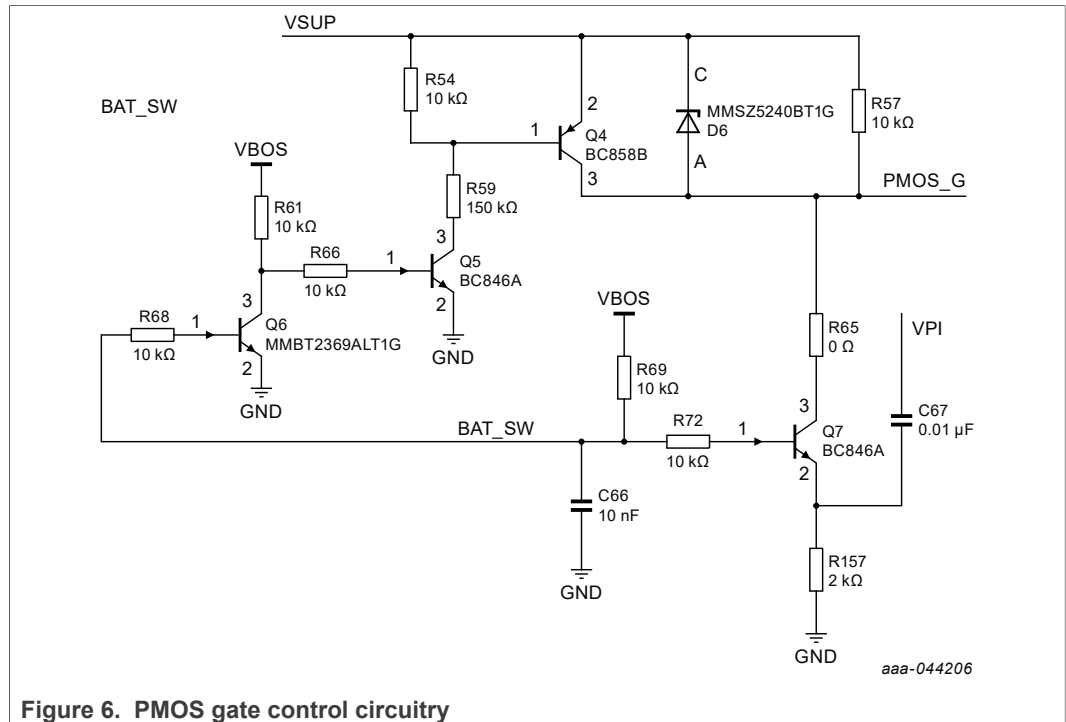 VSUP
R54
10 kΩ
C
MMSZ5240BT1G
D6
A
R57
10 kΩ
BAT_SW
2
1
Q4
BC858B
3
PMOS_G
VBOS
R61
10 kΩ
R59
150 kΩ
3
R66
10 kΩ
1
Q5
BC846A
2
GND
3
R68
10 kΩ
1
Q6
MMBT2369ALT1G
2
GND
VBOS
R69
10 kΩ
R65
0 Ω
VPI
BAT_SW
R72
10 kΩ
1
3
Q7
BC846A
2
C67
0.01 µF
C66
10 nF
GND
R157
2 kΩ
GND
aaa-044206
Figure 6. PMOS gate control circuitry